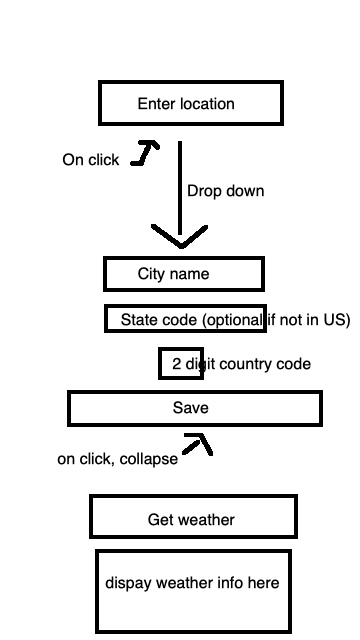 Enter location
On click
Drop down
City name
State code (optional if not in US)
2 digit country code
Save
on click, collapse
Get weather
dispay weather info here